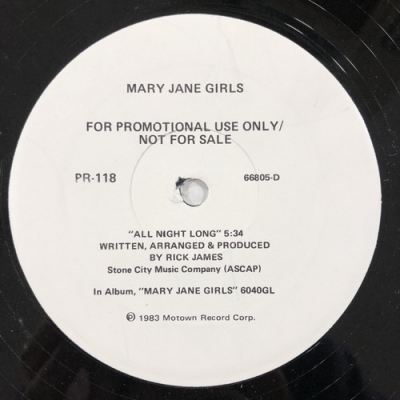 MARY JANE GIRLS
FOR PROMOTIONAL USE ONLY/
NOT FOR SALE
PR-118 66805-D
"ALL NIGHT LONG" 5:34
WRITTEN, ARRANGED & PRODUCED
BY RICK JAMES
Stone City Music Company (ASCAP)
In Album, "MARY JANE GIRLS" 6040GL
℗ 1983 Motown Record Corp.